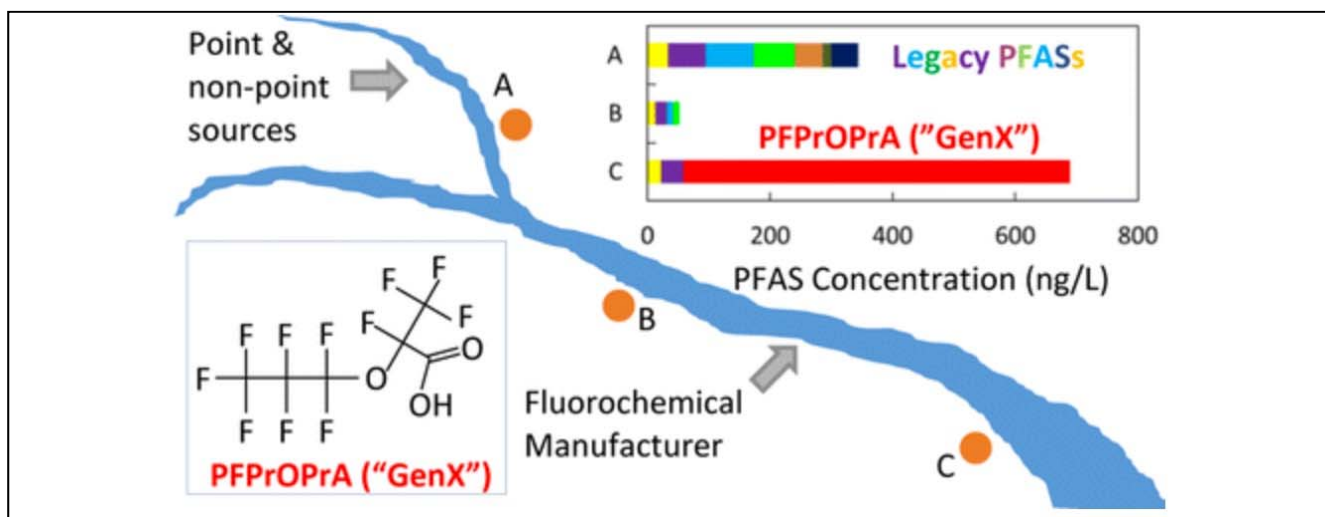 Point &
non-point
sources
A
A
B
C
Legacy PFASs
PFPrOPrA ("GenX")
0 200 400 600 800
PFAS Concentration (ng/L)
B
Fluorochemical
Manufacturer
C
F F
F F
F F F
F O O
OH
F F F
PFPrOPrA (“GenX”)